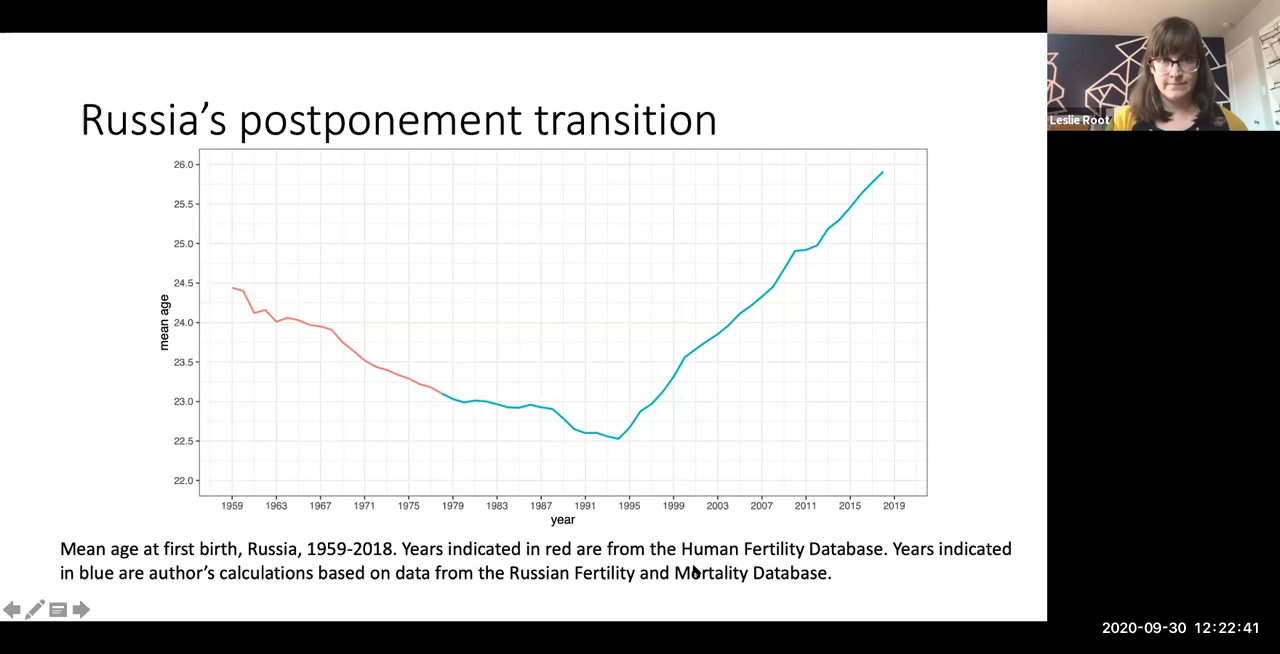 Russia's postponement transition
Leslie Root
26.0
25.5
25.0
24.5
24.0
23.5
23.0
22.5
22.0
mean age
1959 1963 1967 1971 1975 1979 1983 1987 1991 1995 1999 2003 2007 2011 2015 2019
year
Mean age at first birth, Russia, 1959-2018. Years indicated in red are from the Human Fertility Database. Years indicated
in blue are author's calculations based on data from the Russian Fertility and Mortality Database.
2020-09-30 12:22:41